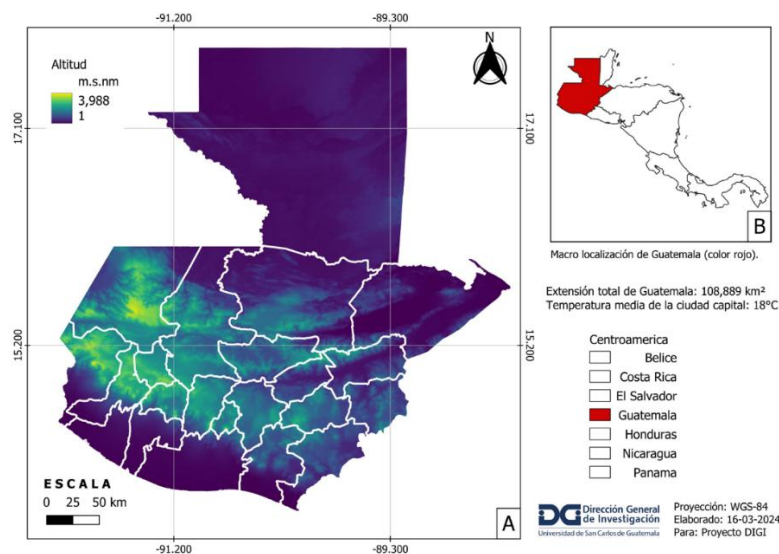 -91.200
-89.300
Altitud
m.s.nm
3,988
1
N
17.100
17.100
15.200
15.200
ESCALA
0 25 50 km
A
-91.200
-89.300
B
Macro localización de Guatemala (color rojo).
Extensión total de Guatemala: 108,889 km²
Temperatura media de la ciudad capital: 18°C
Centroamerica
Belice
Costa Rica
El Salvador
Guatemala
Honduras
Nicaragua
Panama
DGI
Dirección General
de Investigación
Universidad de San Carlos de Guatemala
Proyección: WGS-84
Elaborado: 16-03-2024
Para: Proyecto DIGI